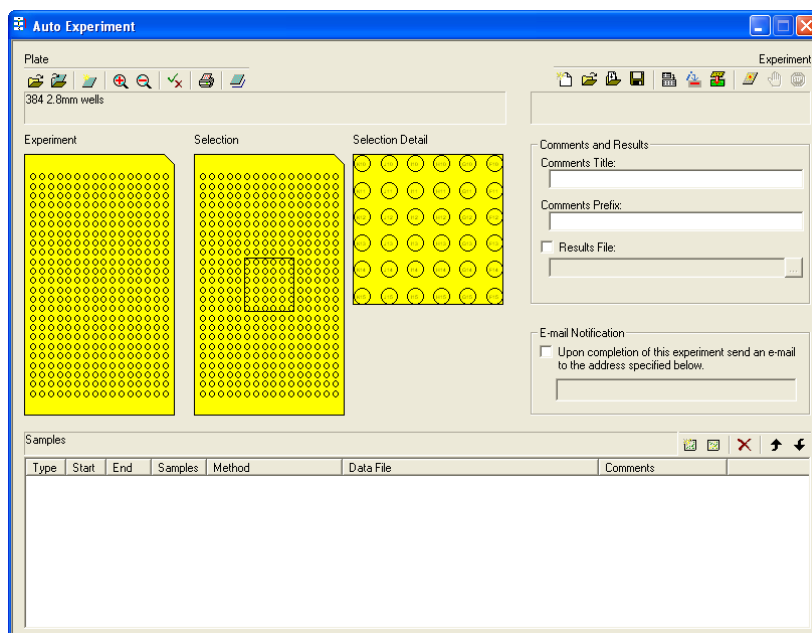 Auto Experiment
Plate
Experiment
384 2.8mm wells
Experiment
Selection
Selection Detail
Comments and Results
Comments Title:
Comments Prefix:
Results File:
...
E-mail Notification
Upon completion of this experiment send an e-mail
to the address specified below.
Samples
Type
Start
End
Samples
Method
Data File
Comments